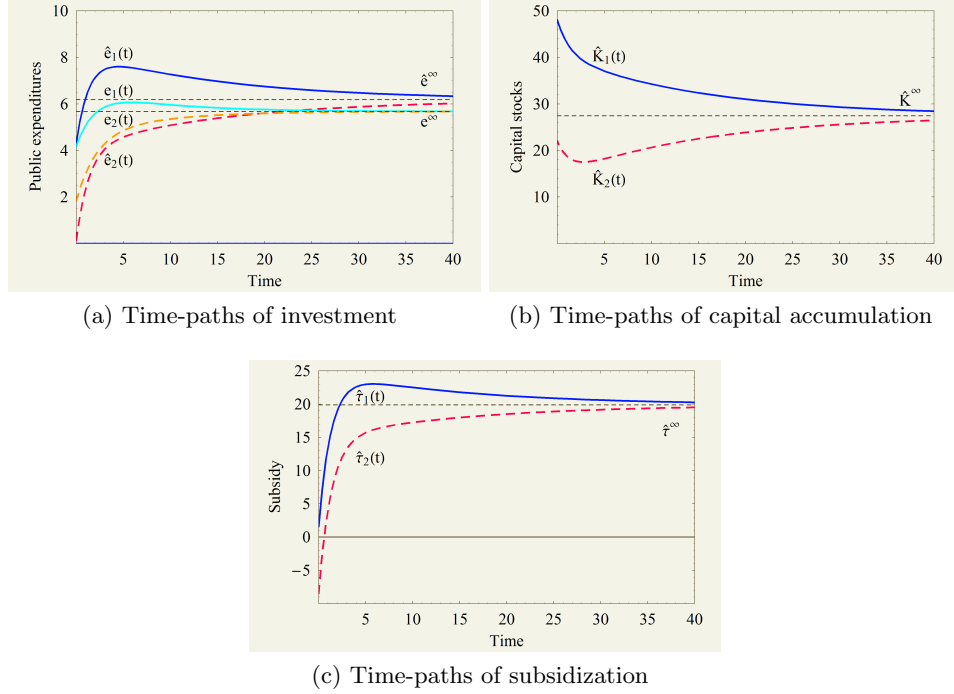 10
8
6
4
2
ê₁(t)
e₁(t)
e₂(t)
ê₂(t)
ê^∞
e^∞
5 10 15 20 25 30 35 40
Public expenditures
Time
(a) Time-paths of investment
50
40
30
20
10
K̂₁(t)
K̂^∞
K̂₂(t)
5 10 15 20 25 30 35 40
Capital stocks
Time
(b) Time-paths of capital accumulation
25
20
15
10
5
0
−5
τ̂₁(t)
τ̂₂(t)
τ̂^∞
5 10 15 20 25 30 35 40
Subsidy
Time
(c) Time-paths of subsidization